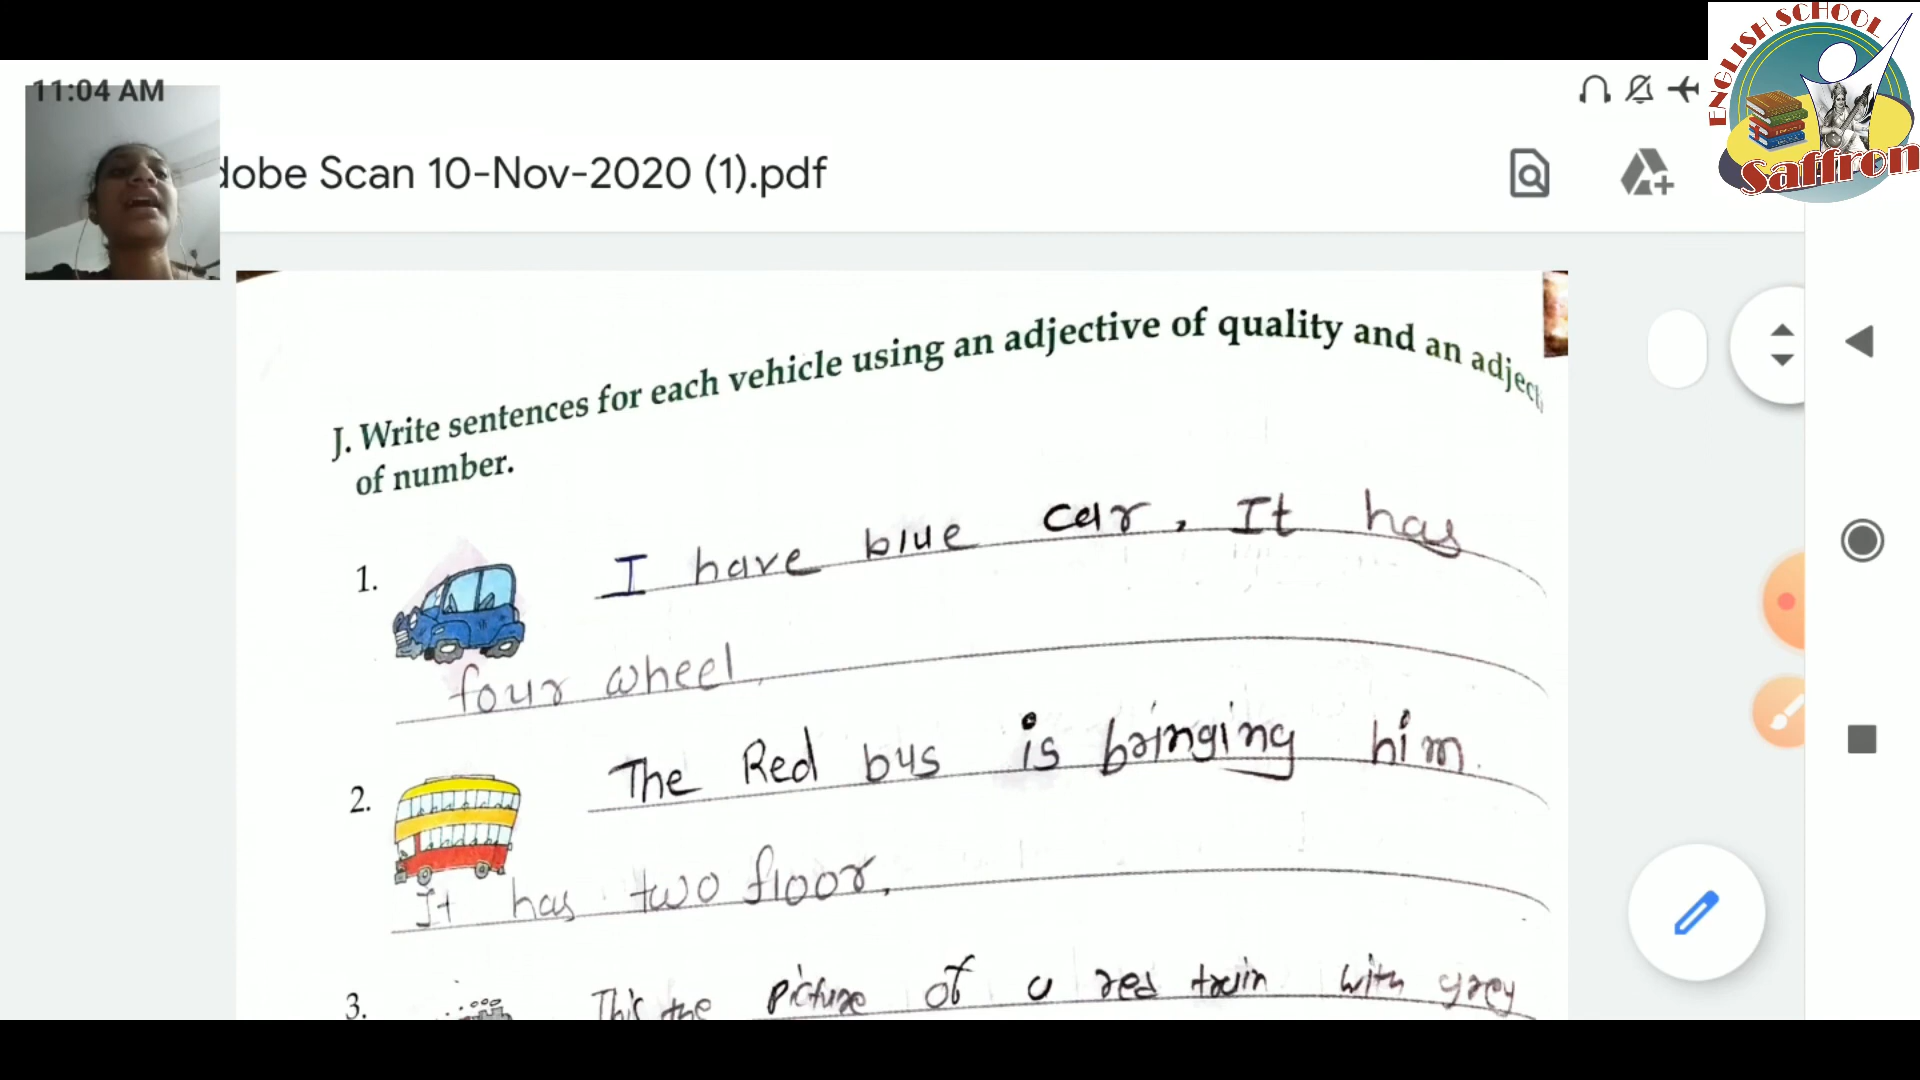 11:04 AM
ENGLISH SCHOOL
Saffron
dobe Scan 10-Nov-2020 (1).pdf
J. Write sentences for each vehicle using an adjective of quality and an adject
of number.
1. I have blue car. It has
four wheel.
2. The Red bus is bringing him.
It has two floor.
3. This the picture of a red train with grey